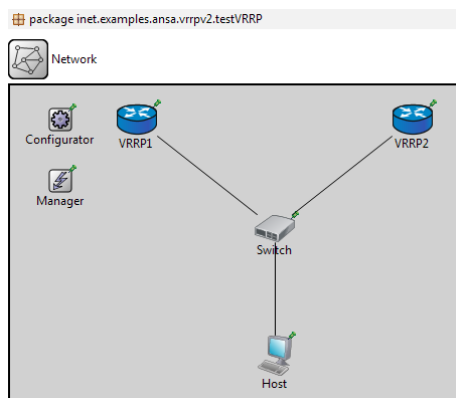 package inet.examples.ansa.vrrpv2.testVRRP
Network
Configurator
VRRP1
VRRP2
Manager
Switch
Host